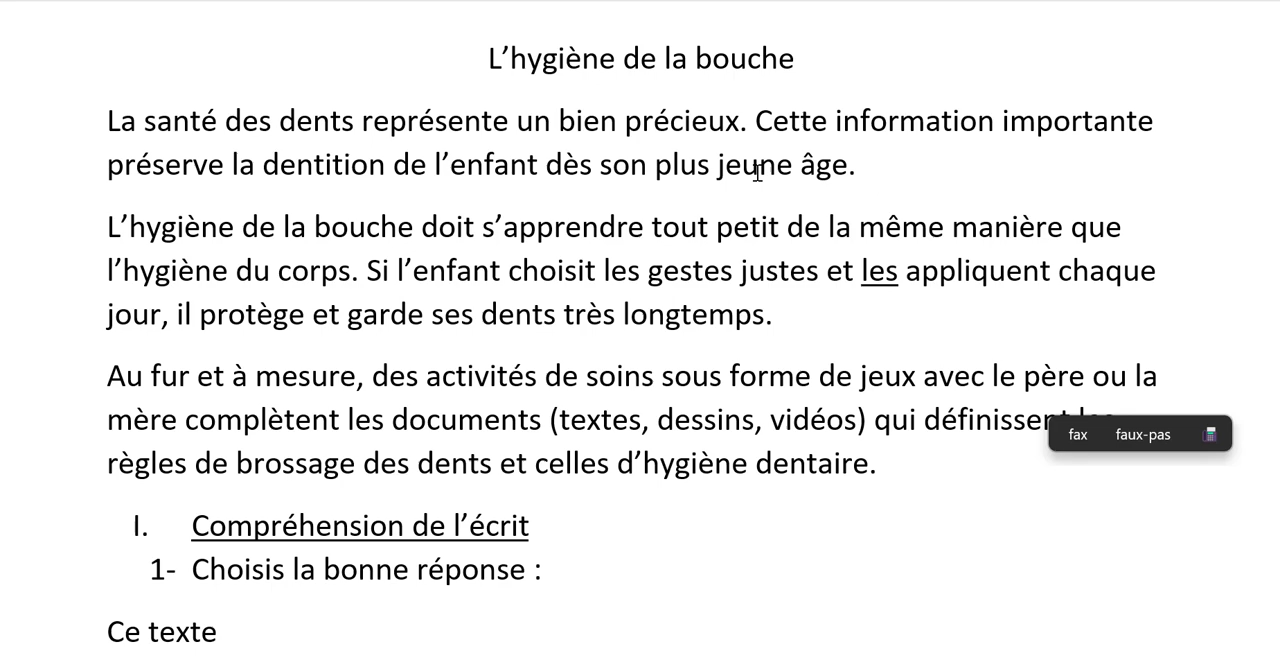 L’hygiène de la bouche
La santé des dents représente un bien précieux. Cette information importante
préserve la dentition de l’enfant dès son plus jeune âge.
L’hygiène de la bouche doit s’apprendre tout petit de la même manière que
l’hygiène du corps. Si l’enfant choisit les gestes justes et les appliquent chaque
jour, il protège et garde ses dents très longtemps.
Au fur et à mesure, des activités de soins sous forme de jeux avec le père ou la
mère complètent les documents (textes, dessins, vidéos) qui définissent les
fax faux-pas
règles de brossage des dents et celles d’hygiène dentaire.
I. Compréhension de l’écrit
1- Choisis la bonne réponse :
Ce texte